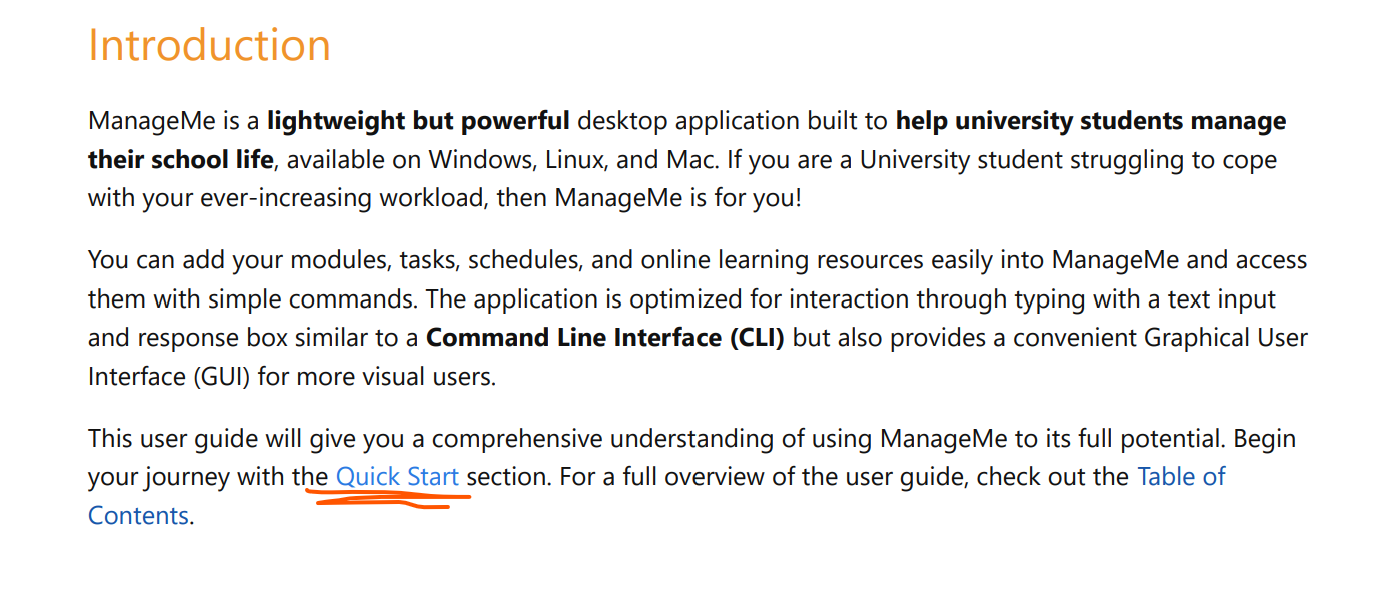 Introduction
ManageMe is a lightweight but powerful desktop application built to help university students manage
their school life, available on Windows, Linux, and Mac. If you are a University student struggling to cope
with your ever-increasing workload, then ManageMe is for you!
You can add your modules, tasks, schedules, and online learning resources easily into ManageMe and access
them with simple commands. The application is optimized for interaction through typing with a text input
and response box similar to a Command Line Interface (CLI) but also provides a convenient Graphical User
Interface (GUI) for more visual users.
This user guide will give you a comprehensive understanding of using ManageMe to its full potential. Begin
your journey with the Quick Start section. For a full overview of the user guide, check out the Table of
Contents.